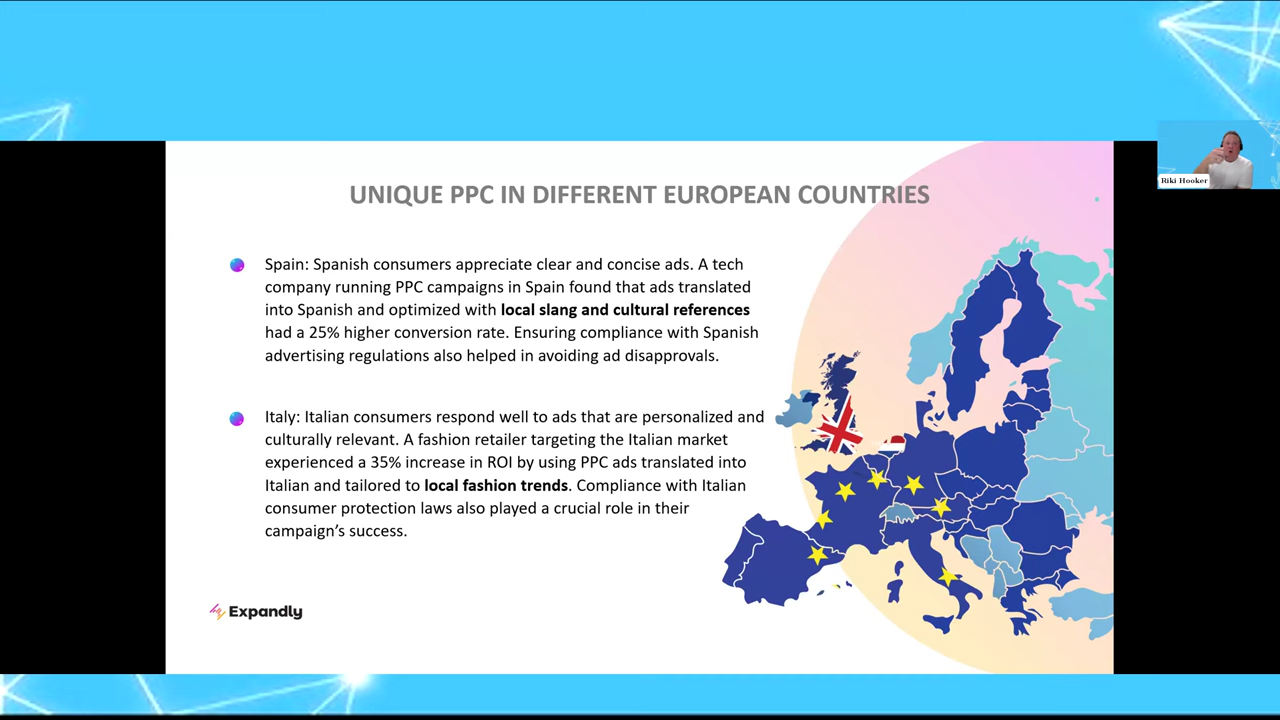 UNIQUE PPC IN DIFFERENT EUROPEAN COUNTRIES
Riki Hooker
Spain: Spanish consumers appreciate clear and concise ads. A tech
company running PPC campaigns in Spain found that ads translated
into Spanish and optimized with local slang and cultural references
had a 25% higher conversion rate. Ensuring compliance with Spanish
advertising regulations also helped in avoiding ad disapprovals.
Italy: Italian consumers respond well to ads that are personalized and
culturally relevant. A fashion retailer targeting the Italian market
experienced a 35% increase in ROI by using PPC ads translated into
Italian and tailored to local fashion trends. Compliance with Italian
consumer protection laws also played a crucial role in their
campaign’s success.
Expandly